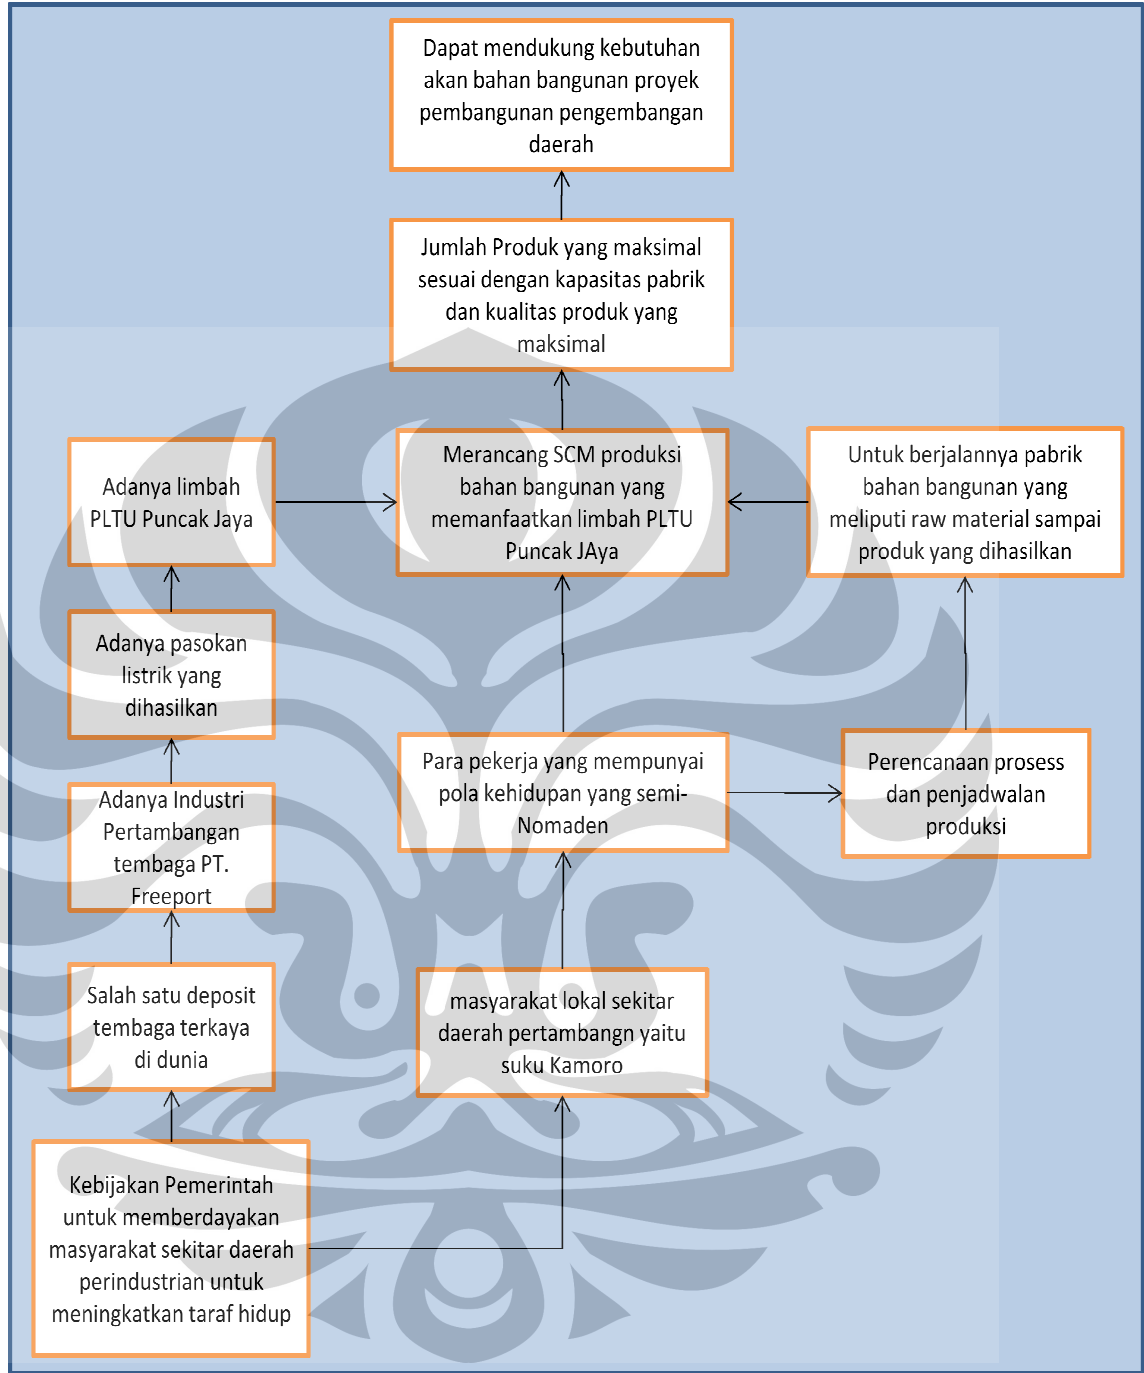 Dapat mendukung kebutuhan
akan bahan bangunan proyek
pembangunan pengembangan
daerah
Jumlah Produk yang maksimal
sesuai dengan kapasitas pabrik
dan kualitas produk yang
maksimal
Adanya limbah
PLTU Puncak Jaya
Merancang SCM produksi
bahan bangunan yang
memanfaatkan limbah PLTU
Puncak JAya
Untuk berjalannya pabrik
bahan bangunan yang
meliputi raw material sampai
produk yang dihasilkan
Adanya pasokan
listrik yang
dihasilkan
Para pekerja yang mempunyai
pola kehidupan yang semi-
Nomaden
Perencanaan prosess
dan penjadwalan
produksi
Adanya Industri
Pertambangan
tembaga PT.
Freeport
Salah satu deposit
tembaga terkaya
di dunia
masyarakat lokal sekitar
daerah pertambangn yaitu
suku Kamoro
Kebijakan Pemerintah
untuk memberdayakan
masyarakat sekitar daerah
perindustrian untuk
meningkatkan taraf hidup